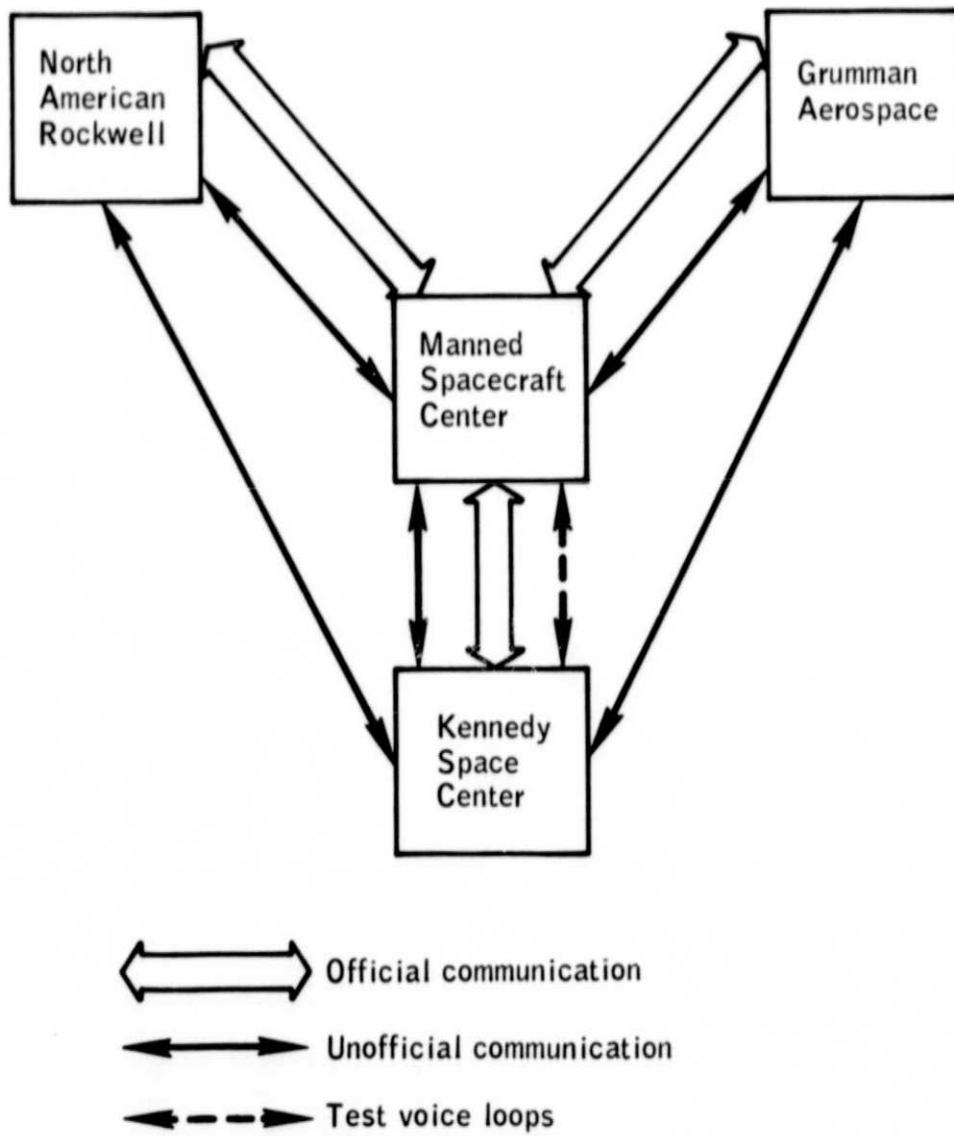 North
American
Rockwell
Grumman
Aerospace
Manned
Spacecraft
Center
Kennedy
Space
Center
Official communication
Unofficial communication
Test voice loops